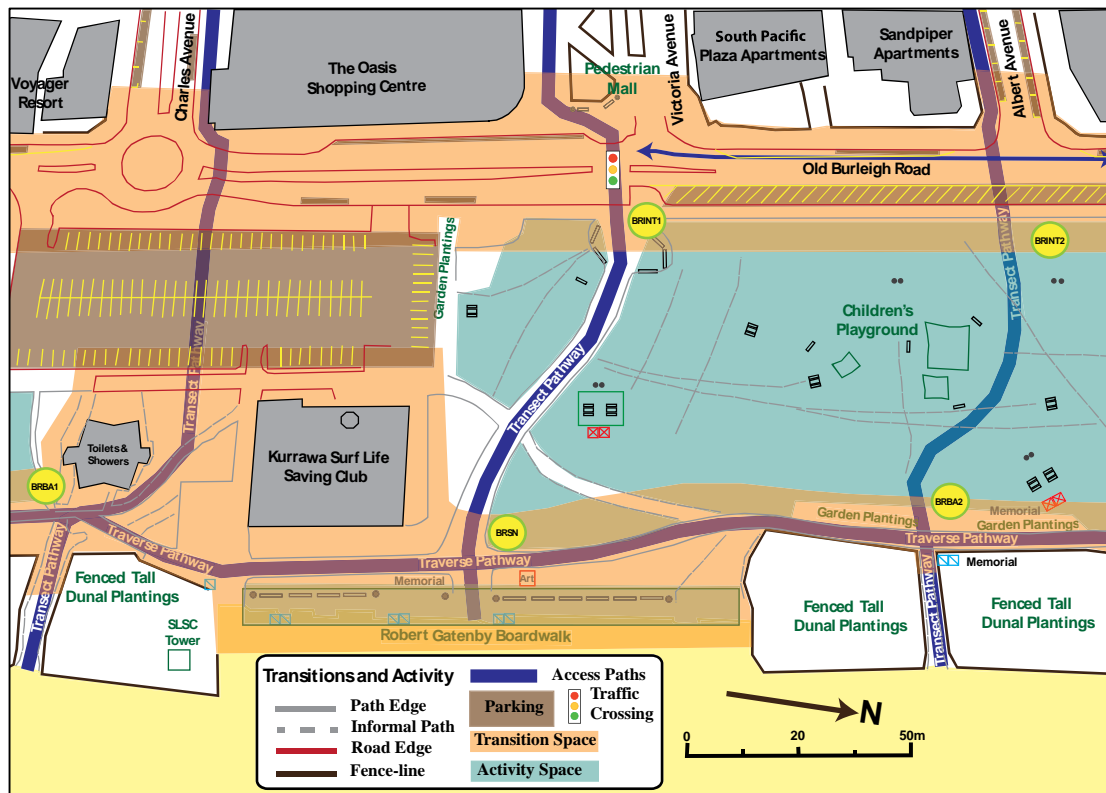 Voyager
Resort
Charles Avenue
The Oasis
Shopping Centre
Pedestrian
Mall
Victoria Avenue
South Pacific
Plaza Apartments
Sandpiper
Apartments
Albert Avenue
Old Burleigh Road
BRINT1
BRINT2
Garden Plantings
Transect Pathway
Transect Pathway
Transect Pathway
Children's
Playground
Toilets &
Showers
Kurrawa Surf Life
Saving Club
BRBA1
BRSN
BRBA2
Memorial
Garden Plantings
Garden Plantings
Traverse Pathway
Traverse Pathway
Traverse Pathway
Transect Pathway
Transect Pathway
Fenced Tall
Dunal Plantings
SLSC
Tower
Memorial
Art
Robert Gatenby Boardwalk
Memorial
Fenced Tall
Dunal Plantings
Fenced Tall
Dunal Plantings
Transitions and Activity
Path Edge
Informal Path
Road Edge
Fence-line
Access Paths
Parking
Traffic
Crossing
Transition Space
Activity Space
N
0
20
50m